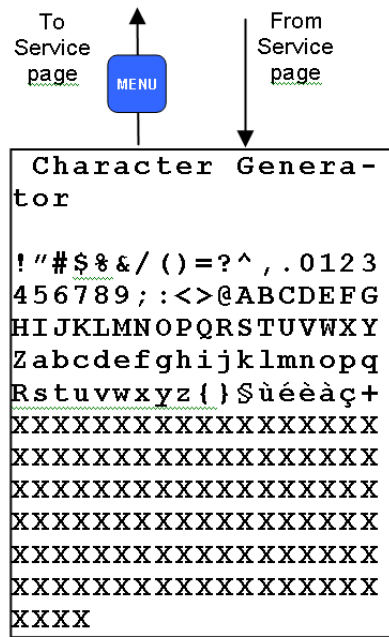 To
Service
page
MENU
From
Service
page
Character Genera-
tor
!"#$%&/()=?^,.0123
456789;:<>@ABCDEFG
HIJKLMNOPQRSTUVWXY
Zabcdefghijklmnopq
Rstuvwxyz{}§ùéèàç+
XXXXXXXXXXXXXXXXXX
XXXXXXXXXXXXXXXXXX
XXXXXXXXXXXXXXXXXX
XXXXXXXXXXXXXXXXXX
XXXXXXXXXXXXXXXXXX
XXXXXXXXXXXXXXXXXX
XXXX